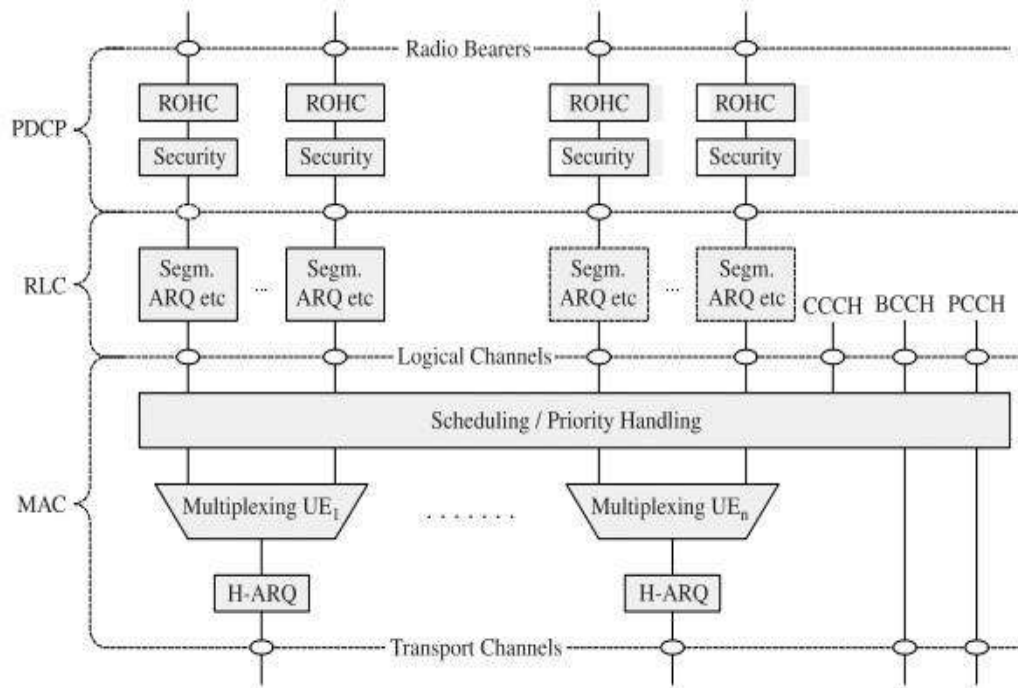 Radio Bearers
ROHC ROHC ROHC ROHC
PDCP
Security Security Security Security
Segm. Segm. Segm. Segm.
RLC
ARQ etc ... ARQ etc ARQ etc ... ARQ etc
CCCH BCCH PCCH
Logical Channels
Scheduling / Priority Handling
MAC
Multiplexing UE1 ....... Multiplexing UEn
H-ARQ H-ARQ
Transport Channels